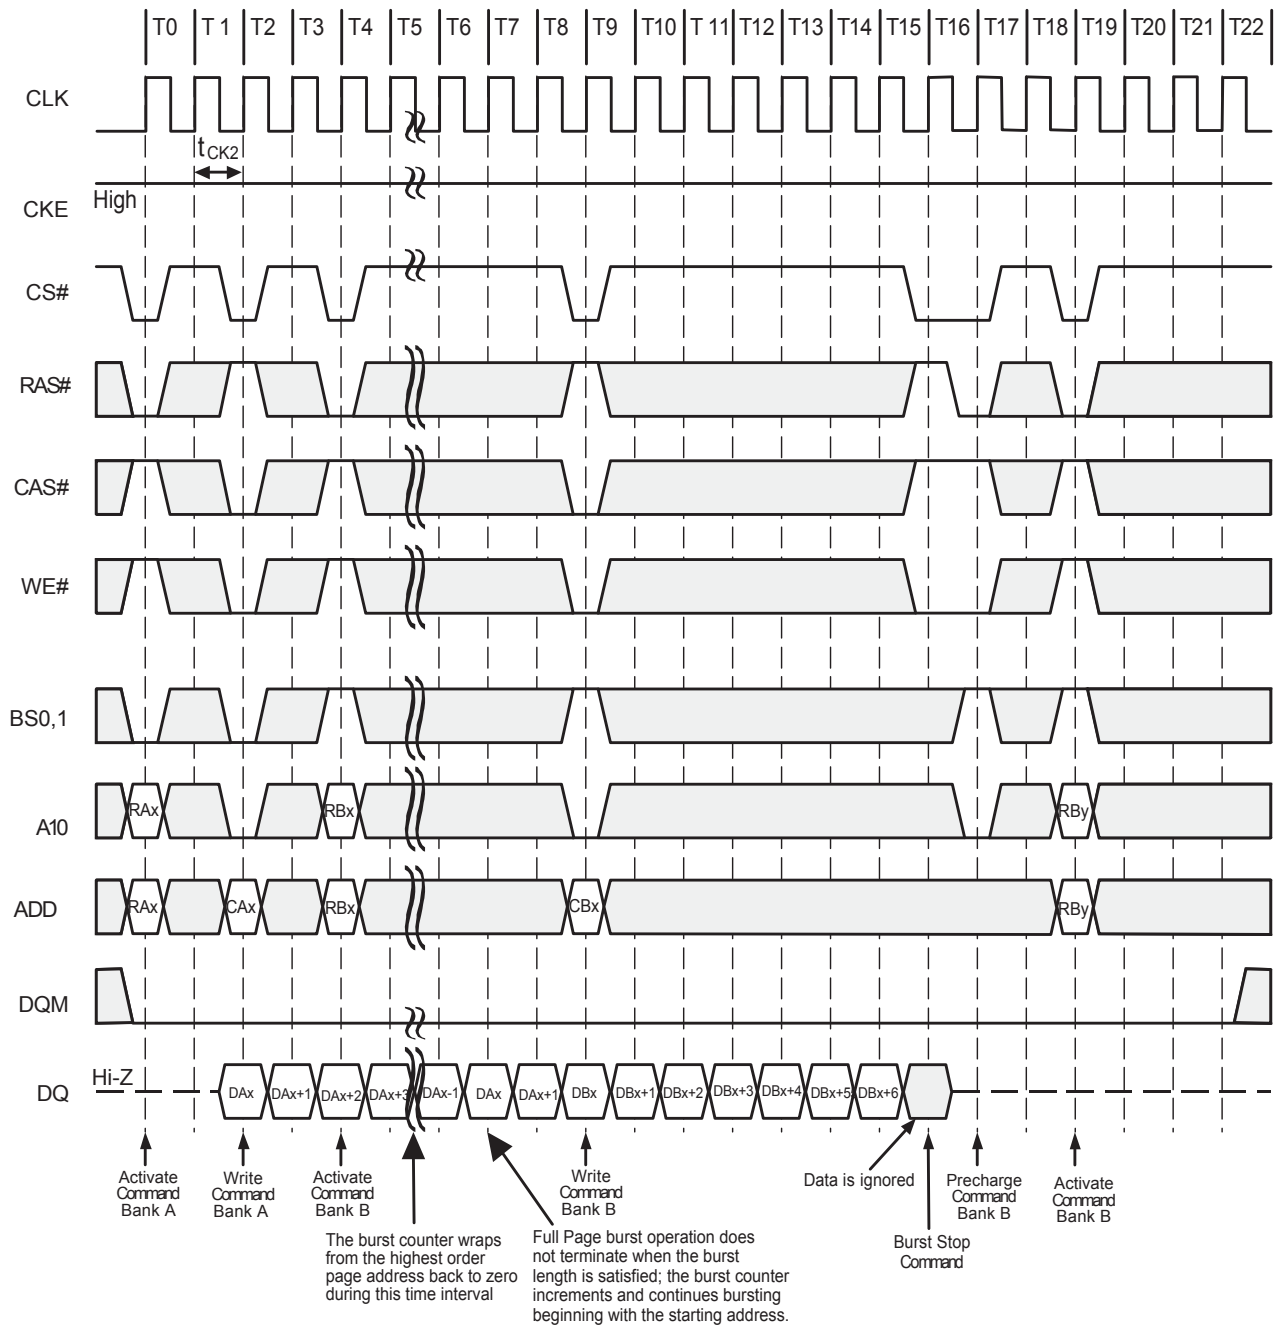 T0 T 1 T2 T3 T4 T5 T6 T7 T8 T9 T10 T 11 T12 T13 T14 T15 T16 T17 T18 T19 T20 T21 T22
CLK
tCK2
High
CKE
CS#
RAS#
CAS#
WE#
BS0,1
RAx RBx RBy
A10
ADD RAx CAx RBx CBx RBy
DQM
Hi-Z
DQ DAx DAx+1 DAx+2 DAx+3 DAx-1 DAx DAx+1 DBx DBx+1 DBx+2 DBx+3 DBx+4 DBx+5 DBx+6
Activate
Command
Bank A
Write
Command
Bank A
Activate
Command
Bank B
The burst counter wraps
from the highest order
page address back to zero
during this time interval
Full Page burst operation does
not terminate when the burst
length is satisfied; the burst counter
increments and continues bursting
beginning with the starting address.
Write
Command
Bank B
Data is ignored
Burst Stop
Command
Precharge
Command
Bank B
Activate
Command
Bank B